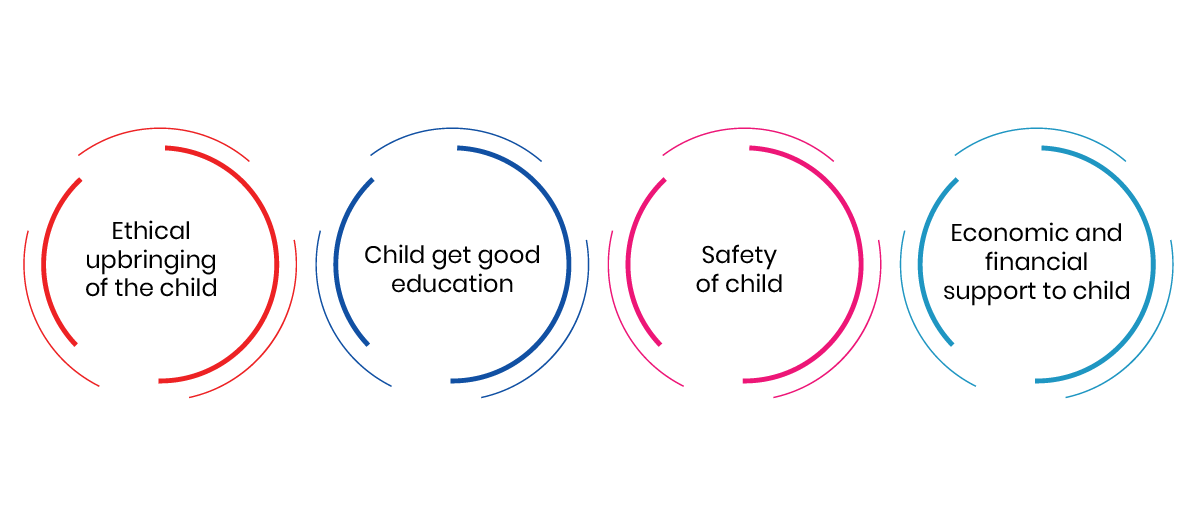 Ethical
upbringing
of the child
Child get good
education
Safety
of child
Economic and
financial
support to child